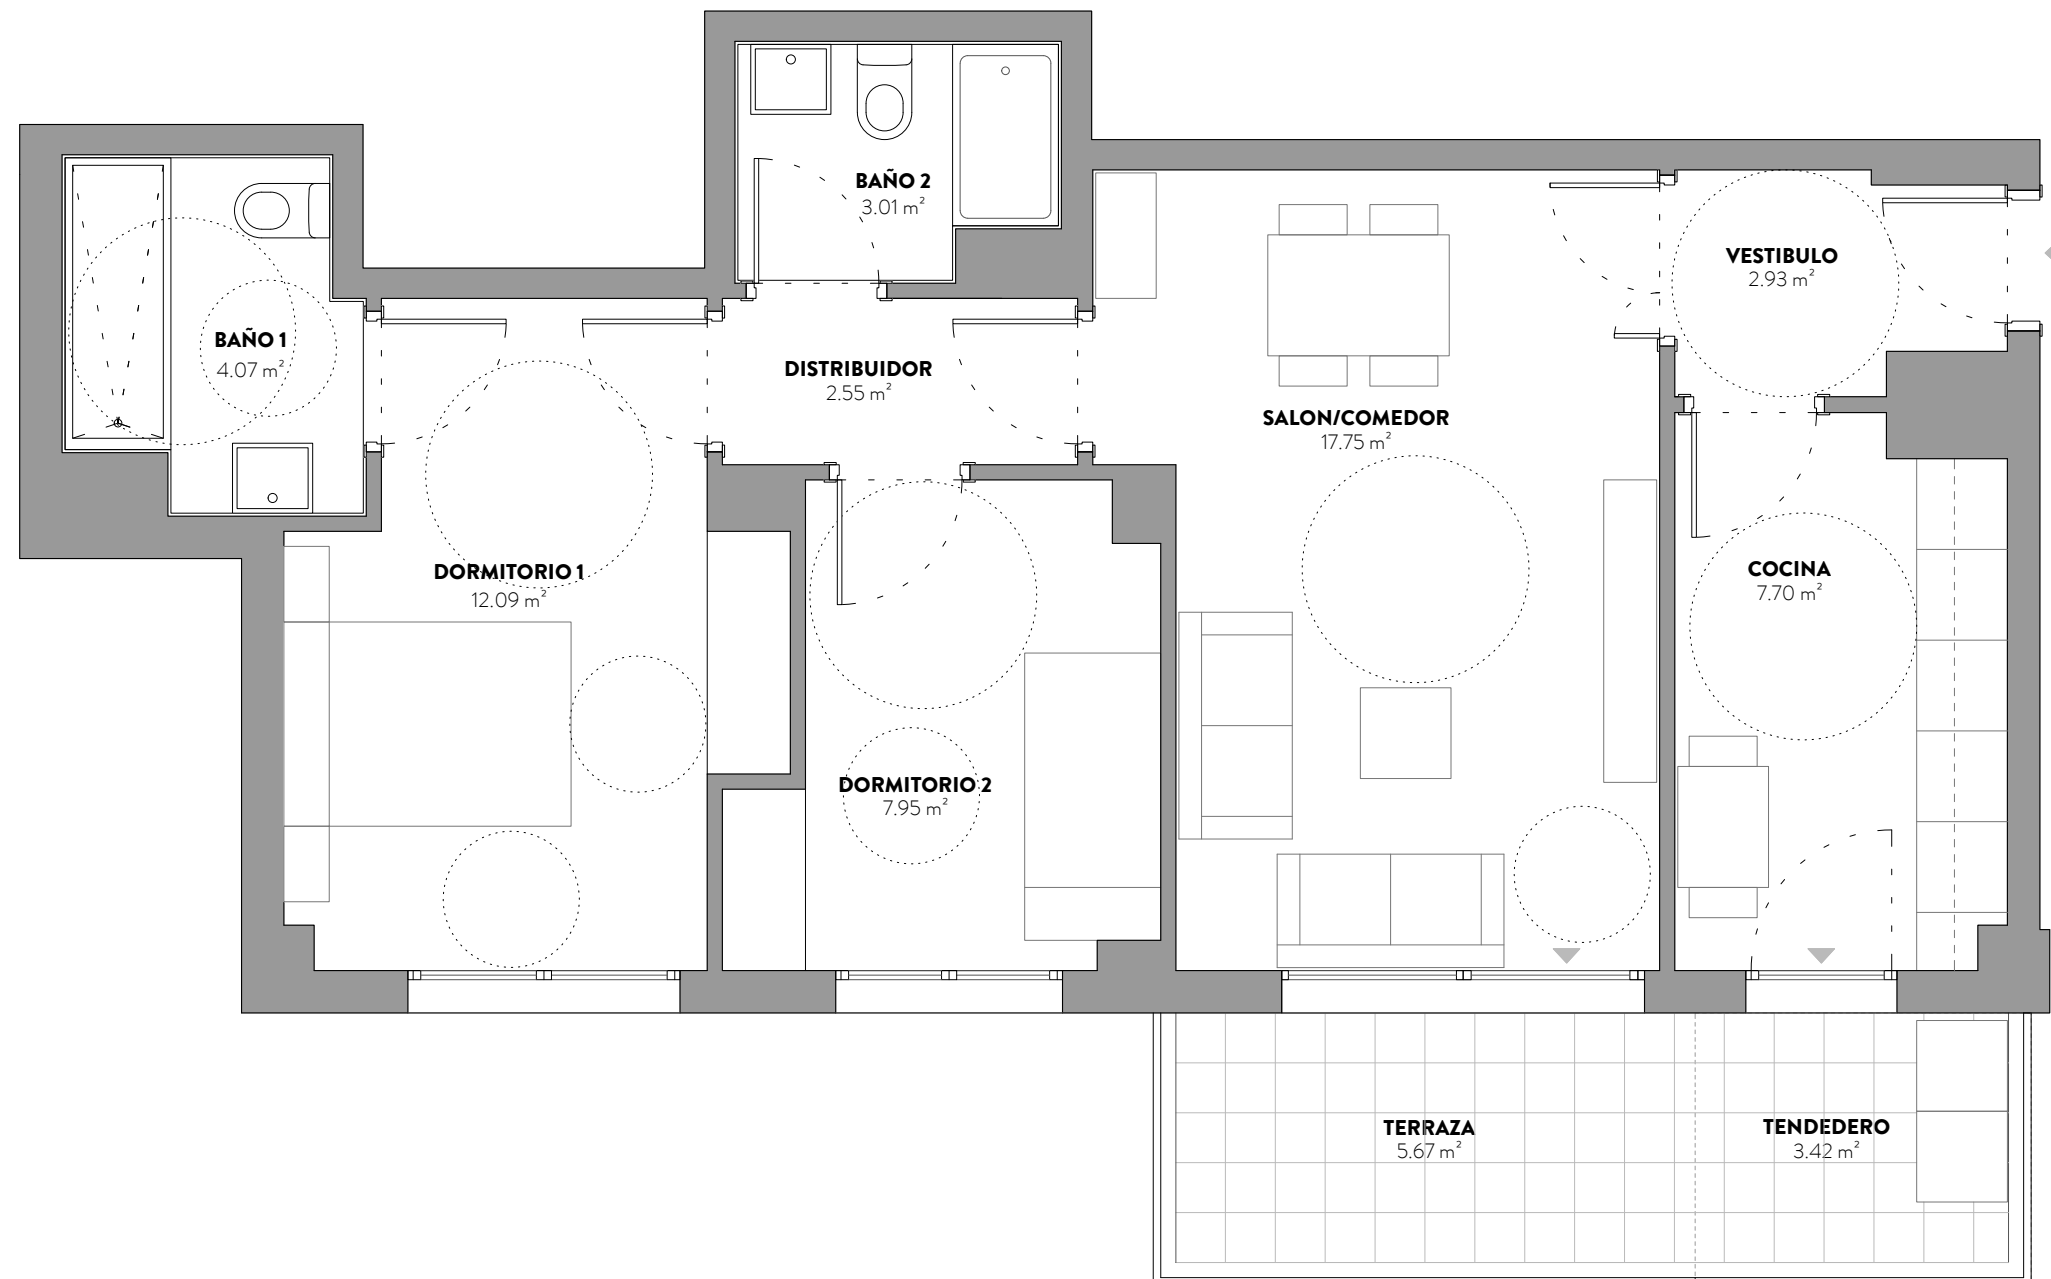 BAÑO 2
3.01 m²
VESTIBULO
2.93 m²
BAÑO 1
4.07 m²
DISTRIBUIDOR
2.55 m²
SALON/COMEDOR
17.75 m²
DORMITORIO 1
12.09 m²
COCINA
7.70 m²
DORMITORIO 2
7.95 m²
TERRAZA
5.67 m²
TENDEDERO
3.42 m²